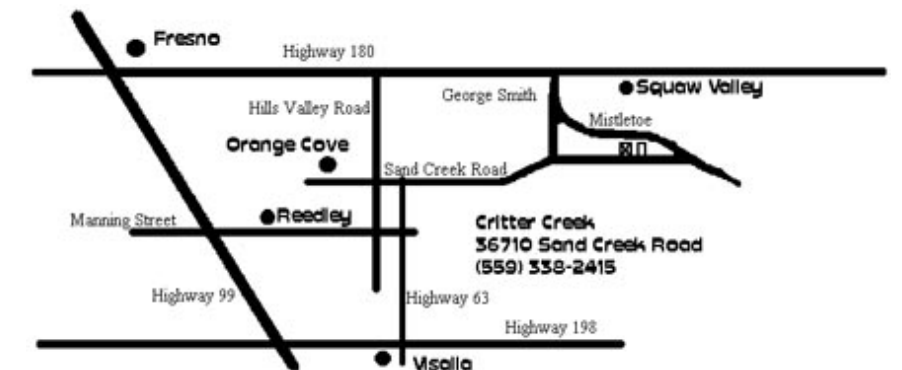 Fresno
Highway 180
Squaw Valley
George Smith
Hills Valley Road
Mistletoe
Orange Cove
Sand Creek Road
Manning Street
Reedley
Critter Creek
36710 Sand Creek Road
(559) 338-2415
Highway 99
Highway 63
Highway 198
Visalia